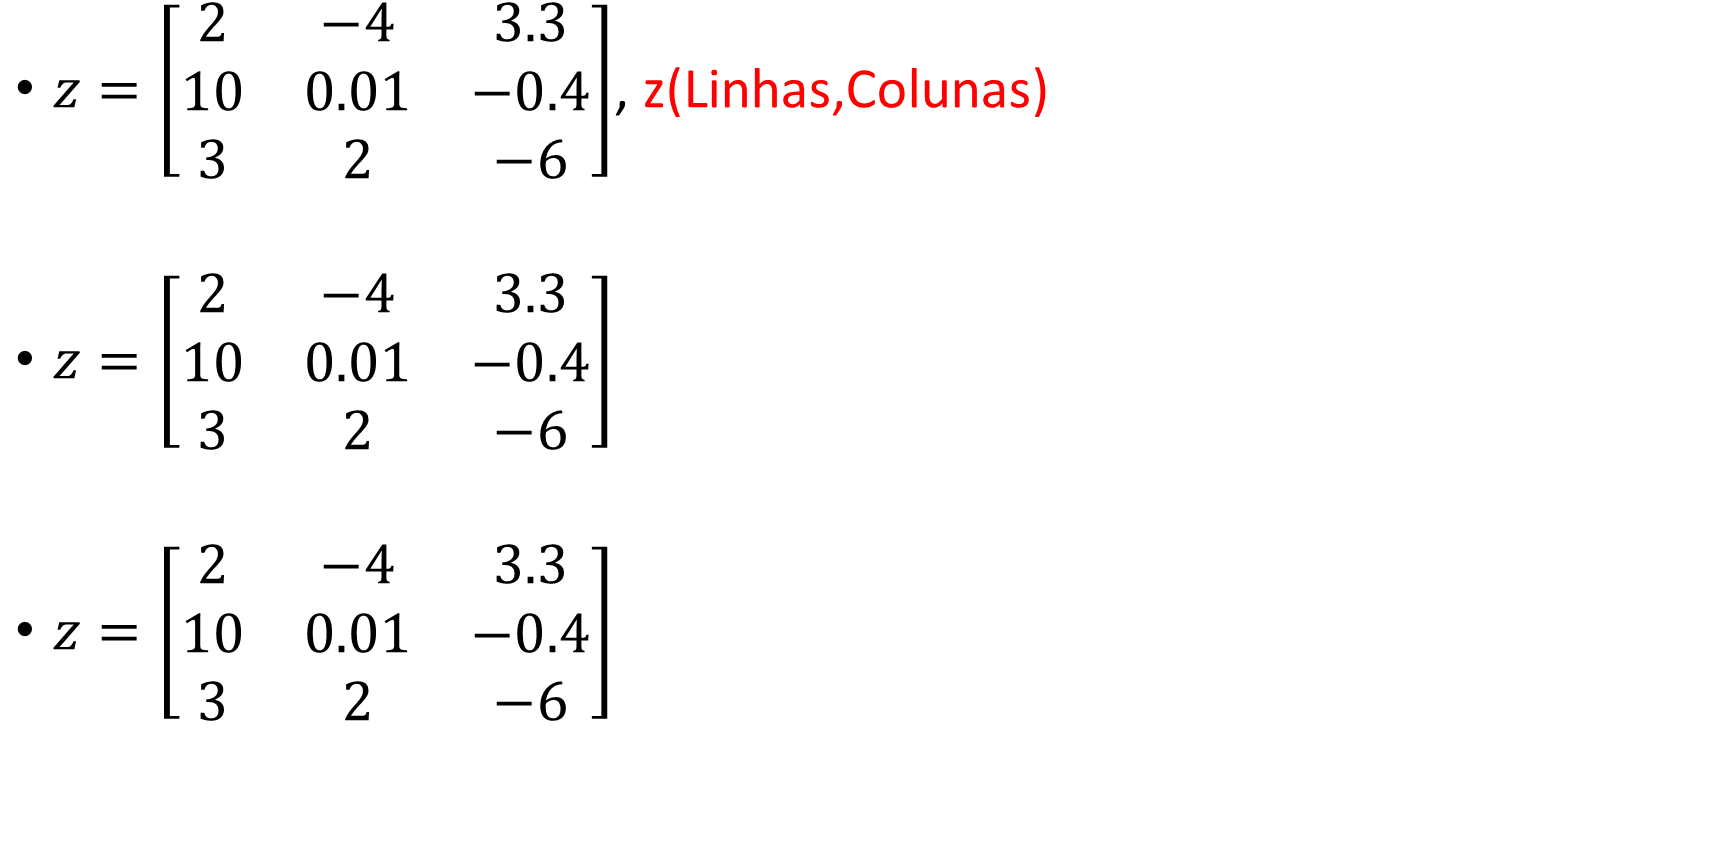 2 −4 3.3
• z = [10 0.01 −0.4], z(Linhas,Colunas)
3 2 −6
2 −4 3.3
• z = [10 0.01 −0.4]
3 2 −6
2 −4 3.3
• z = [10 0.01 −0.4]
3 2 −6